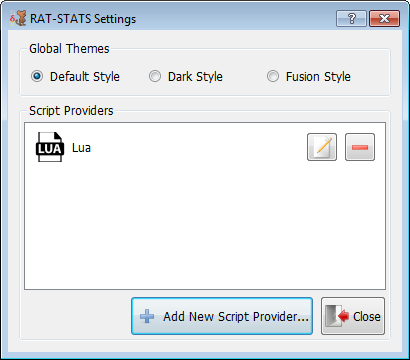 RAT-STATS Settings
?
Global Themes
Default Style
Dark Style
Fusion Style
Script Providers
LUA
Lua
Add New Script Provider...
Close